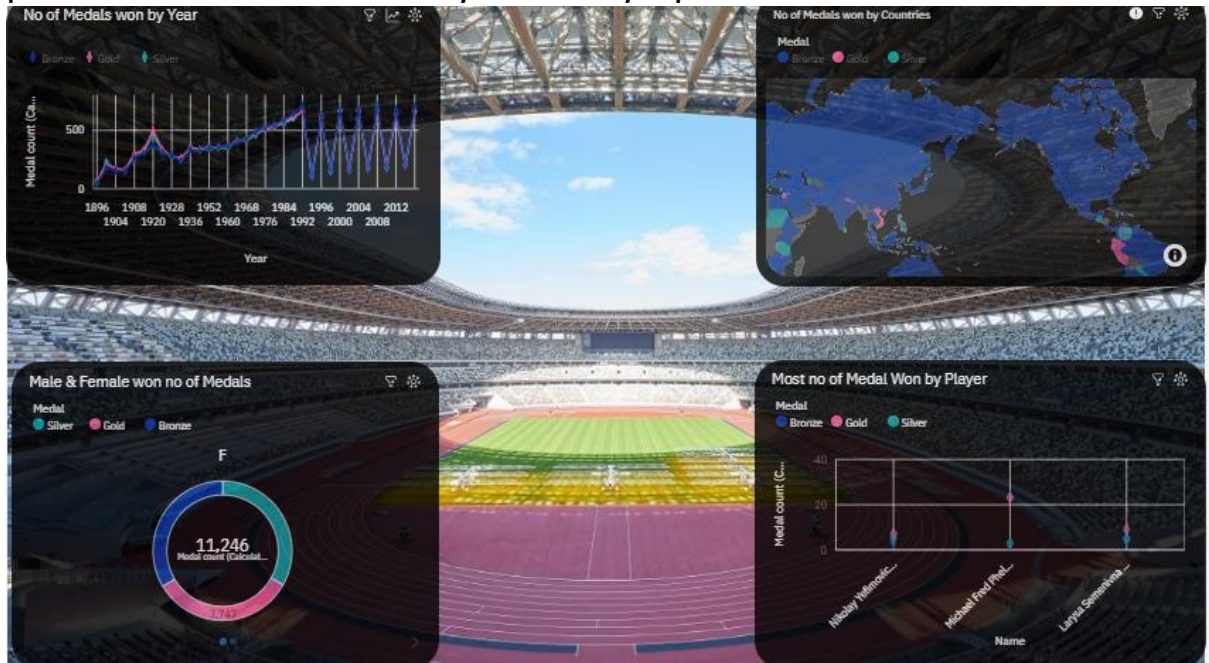 No of Medals won by Year
Bronze Gold Silver
Medal count (Ca...
500
0
1896 1908 1928 1952 1968 1984 1996 2004 2012
1904 1920 1936 1960 1976 1992 2000 2008
Year
No of Medals won by Countries
Medal
Bronze Gold Silver
Male & Female won no of Medals
Medal
Silver Gold Bronze
F
11,246
Medal count (Calculat...
3,742
Most no of Medal Won by Player
Medal
Bronze Gold Silver
Medal count (C...
40
20
0
Nikolay Yefimovic...
Michael Fred Phel...
Larysa Semenivna...
Name